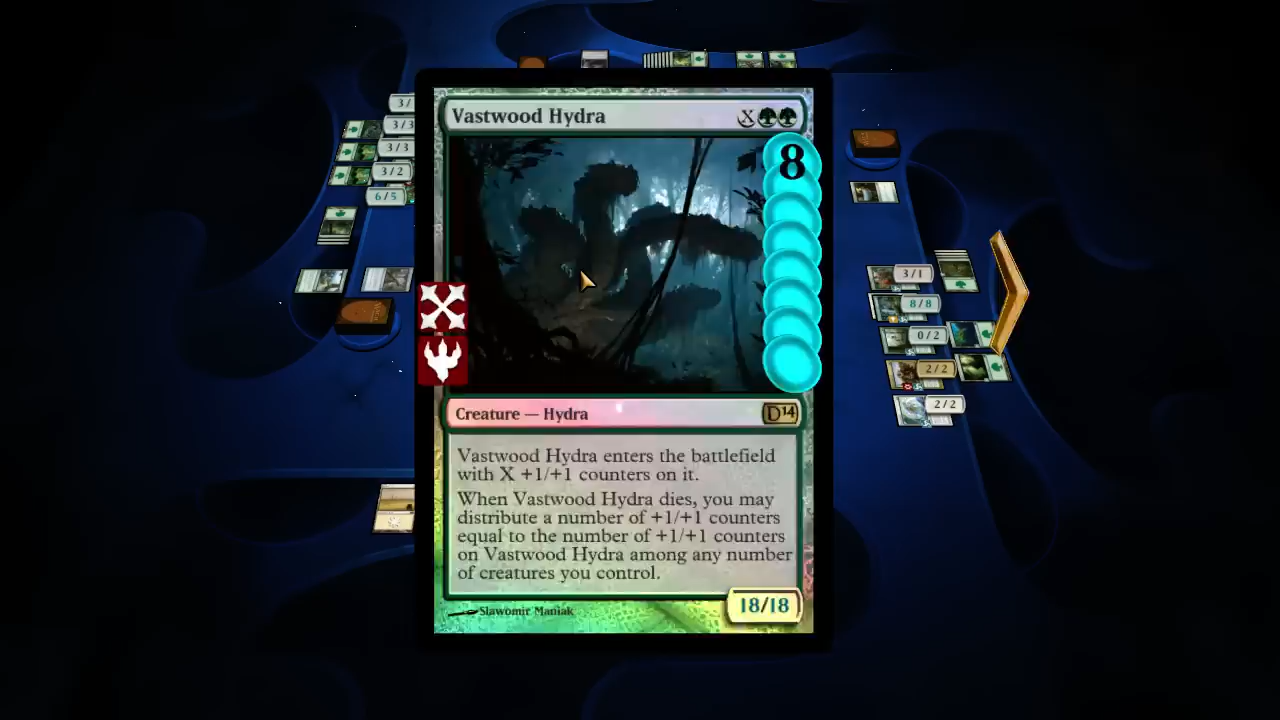 Vastwood Hydra X
8
Creature — Hydra D14
Vastwood Hydra enters the battlefield
with X +1/+1 counters on it.
When Vastwood Hydra dies, you may
distribute a number of +1/+1 counters
equal to the number of +1/+1 counters
on Vastwood Hydra among any number
of creatures you control.
18/18
Slawomir Maniak
3/
3/3
3/3
3/2
6/5
3/1
8/8
0/2
2/2
2/2